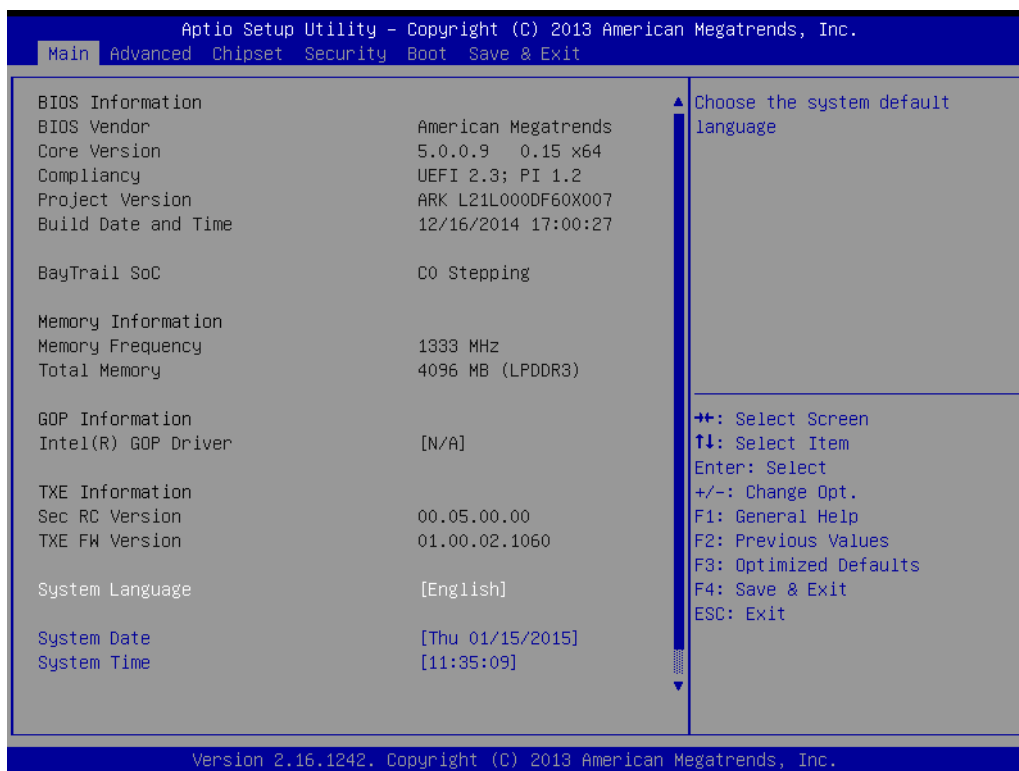 Aptio Setup Utility – Copyright (C) 2013 American Megatrends, Inc.
Main Advanced Chipset Security Boot Save & Exit
BIOS Information
BIOS Vendor American Megatrends
Core Version 5.0.0.9 0.15 x64
Compliancy UEFI 2.3; PI 1.2
Project Version ARK L21L000DF60X007
Build Date and Time 12/16/2014 17:00:27
BayTrail SoC C0 Stepping
Memory Information
Memory Frequency 1333 MHz
Total Memory 4096 MB (LPDDR3)
GOP Information
Intel(R) GOP Driver [N/A]
TXE Information
Sec RC Version 00.05.00.00
TXE FW Version 01.00.02.1060
System Language [English]
System Date [Thu 01/15/2015]
System Time [11:35:09]
Choose the system default
language
→←: Select Screen
↑↓: Select Item
Enter: Select
+/-: Change Opt.
F1: General Help
F2: Previous Values
F3: Optimized Defaults
F4: Save & Exit
ESC: Exit
Version 2.16.1242. Copyright (C) 2013 American Megatrends, Inc.